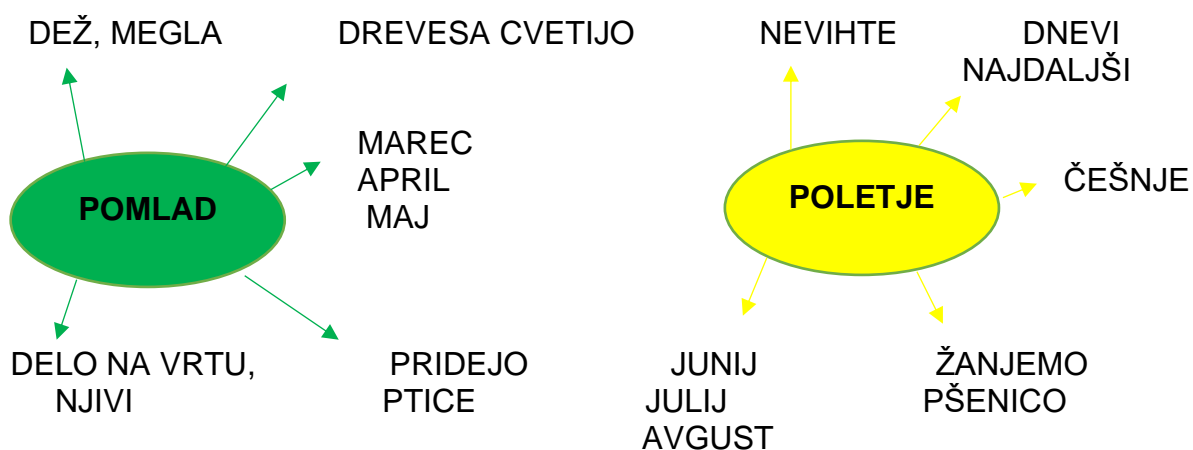 DEŽ, MEGLA
DREVESA CVETIJO
MAREC
APRIL
MAJ
POMLAD
DELO NA VRTU,
NJIVI
PRIDEJO
PTICE
NEVIHTE
DNEVI
NAJDALJŠI
ČEŠNJE
POLETJE
JUNIJ
JULIJ
AVGUST
ŽANJEMO
PŠENICO